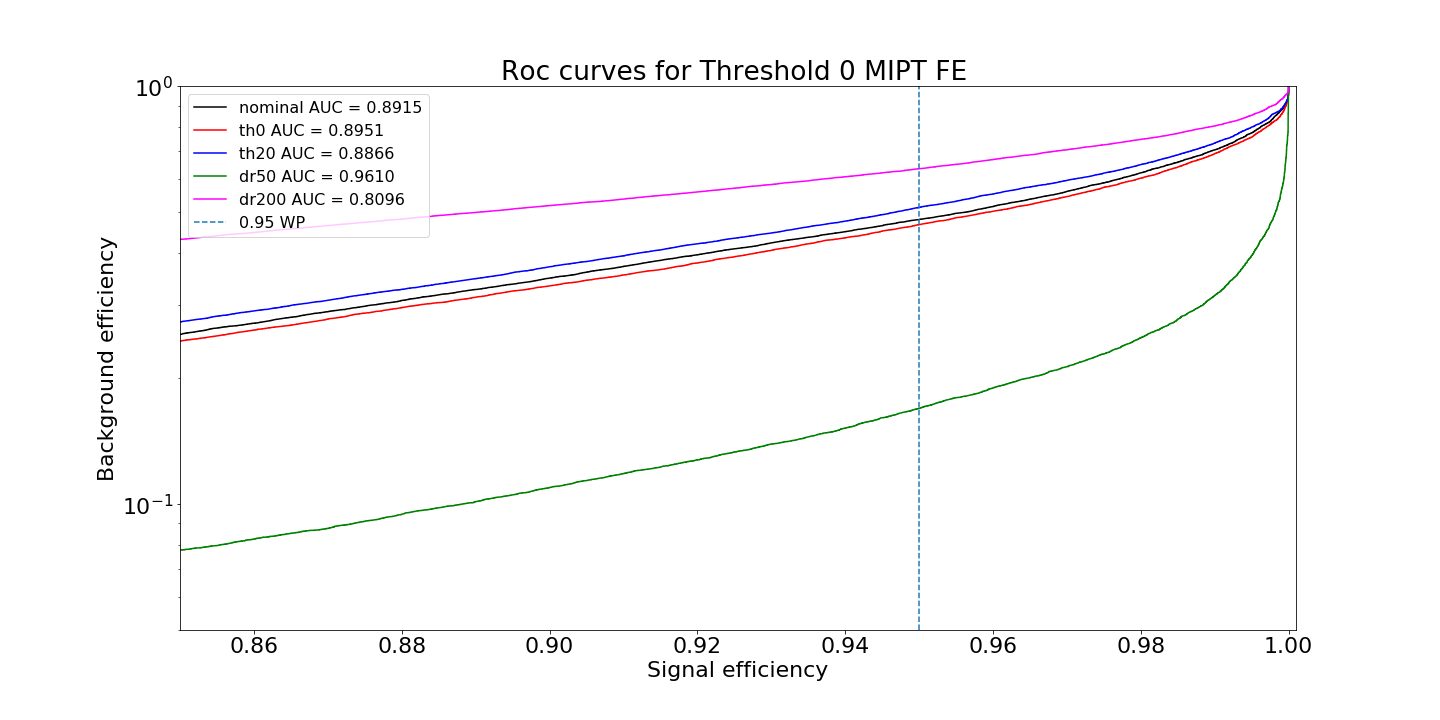 Roc curves for Threshold 0 MIPT FE
10^0
nominal AUC = 0.8915
th0 AUC = 0.8951
th20 AUC = 0.8866
dr50 AUC = 0.9610
dr200 AUC = 0.8096
0.95 WP
Background efficiency
10^-1
0.86 0.88 0.90 0.92 0.94 0.96 0.98 1.00
Signal efficiency